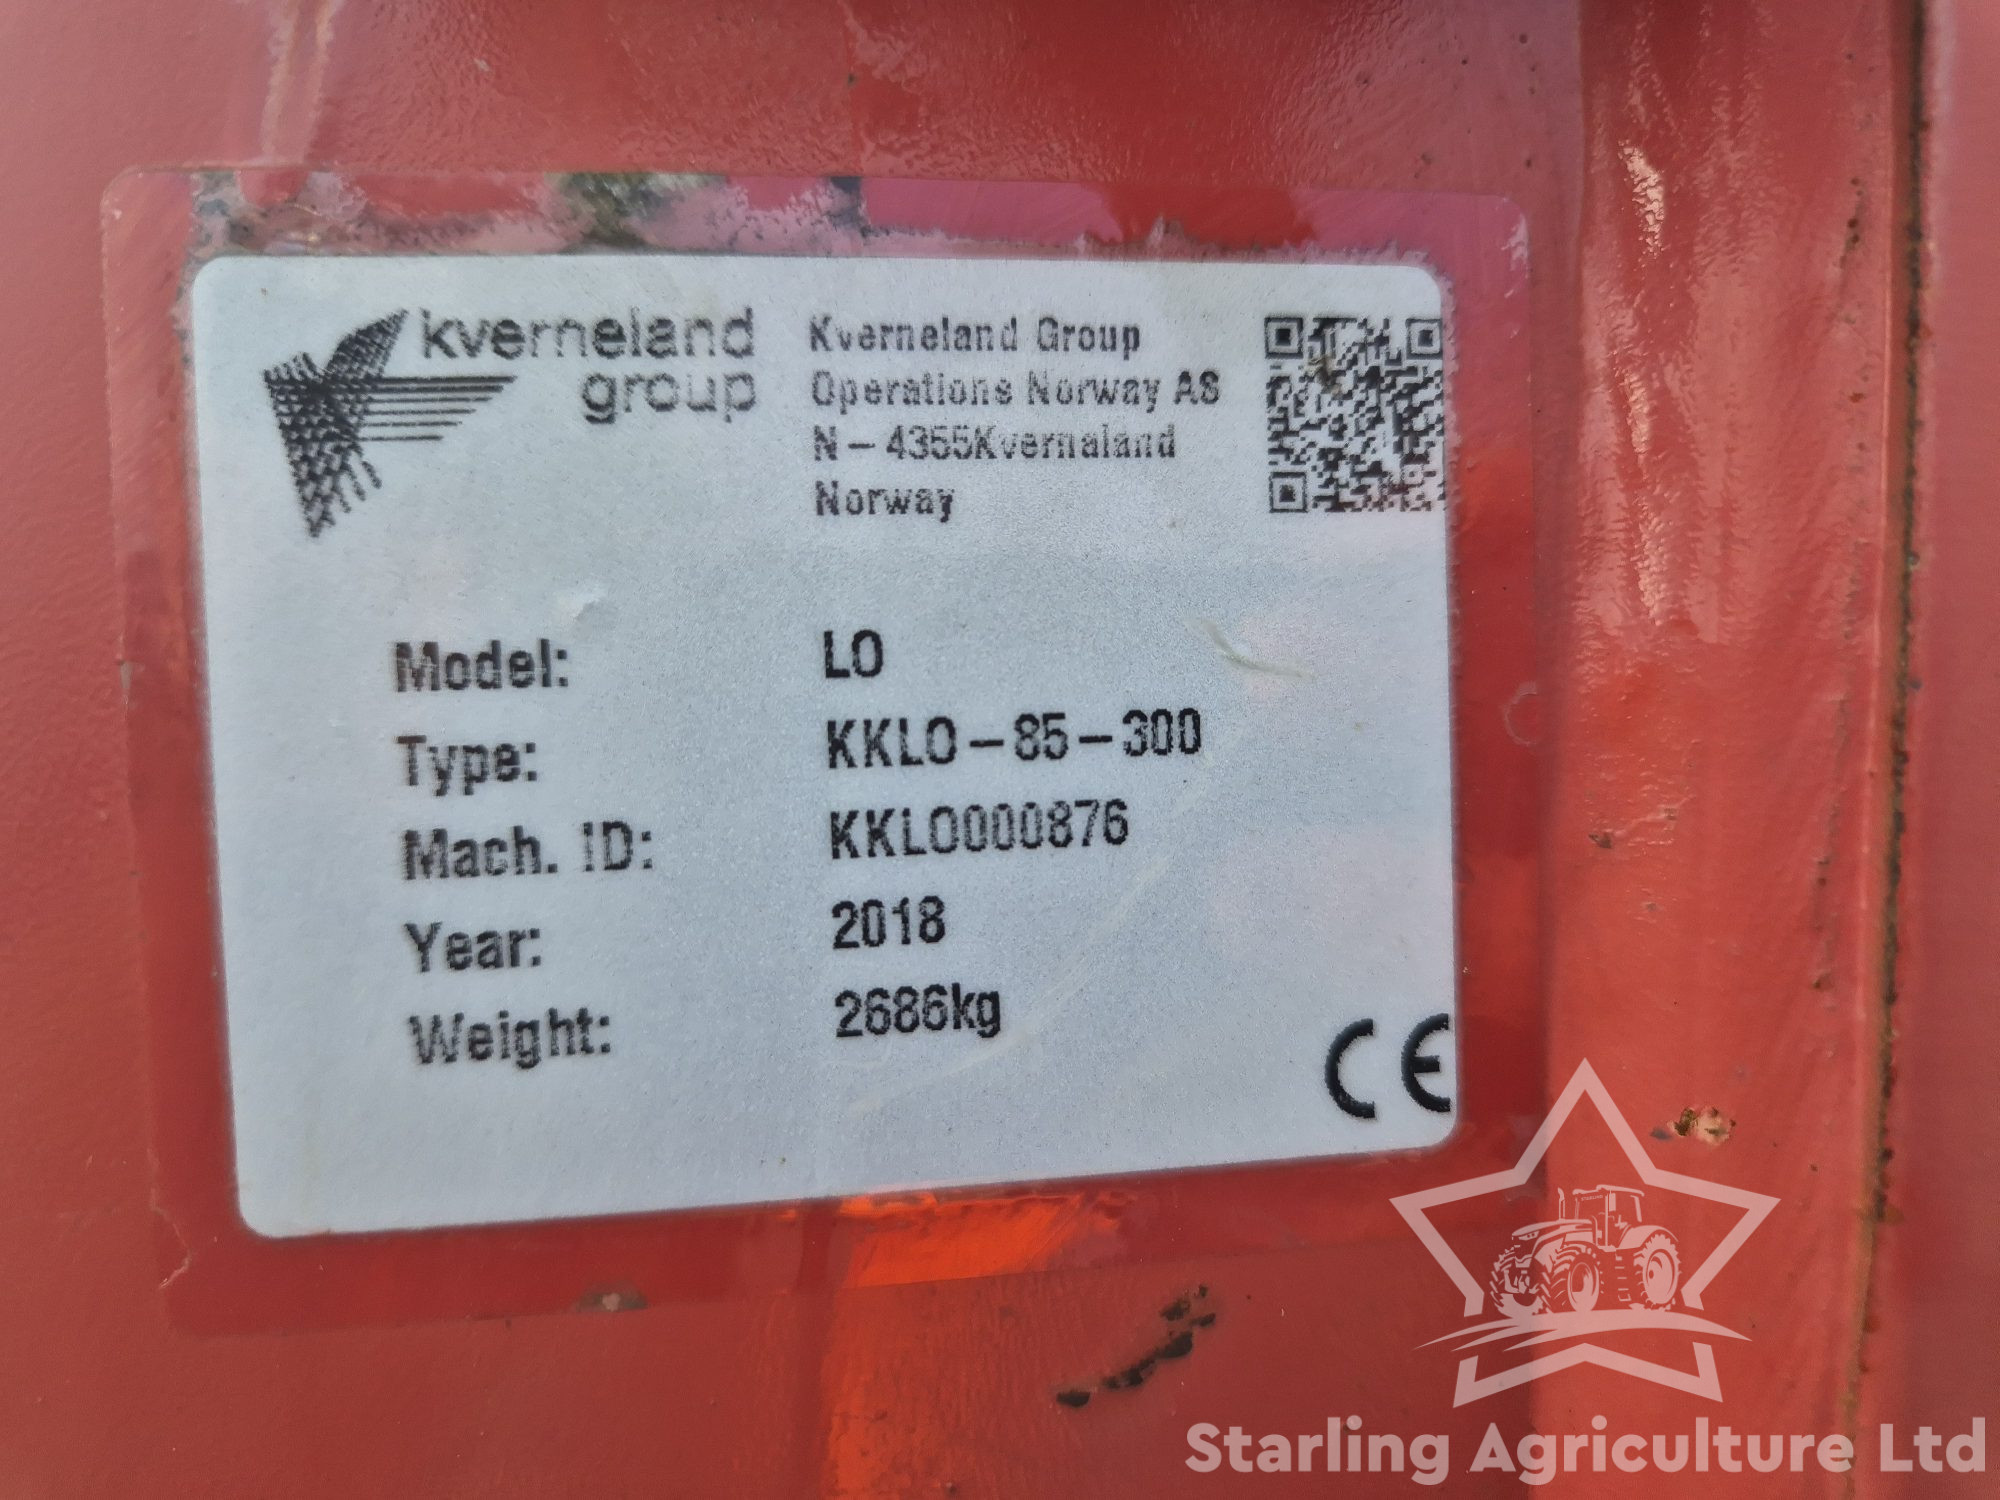 kverneland
group
Kverneland Group
Operations Norway AS
N-4355Kvernaland
Norway
Model: LO
Type: KKLO-85-300
Mach. ID: KKLO000876
Year: 2018
Weight: 2686kg
CE
Starling Agriculture Ltd